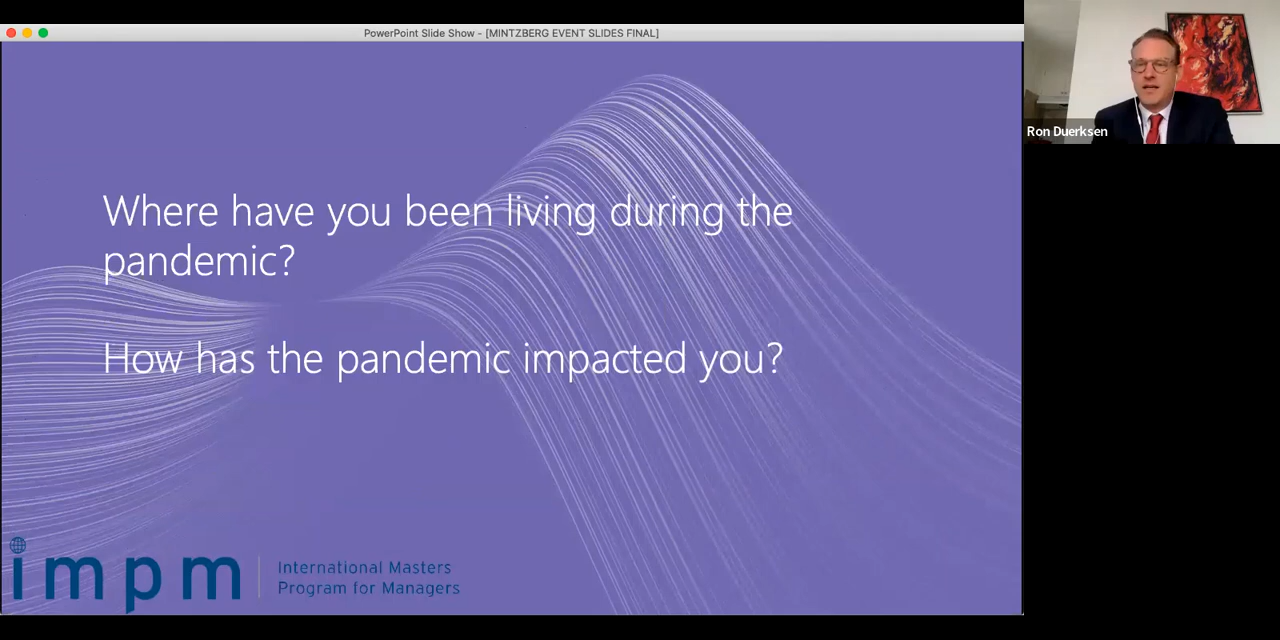 PowerPoint Slide Show - [MINTZBERG EVENT SLIDES FINAL]
Ron Duerksen
Where have you been living during the
pandemic?
How has the pandemic impacted you?
impm
International Masters
Program for Managers